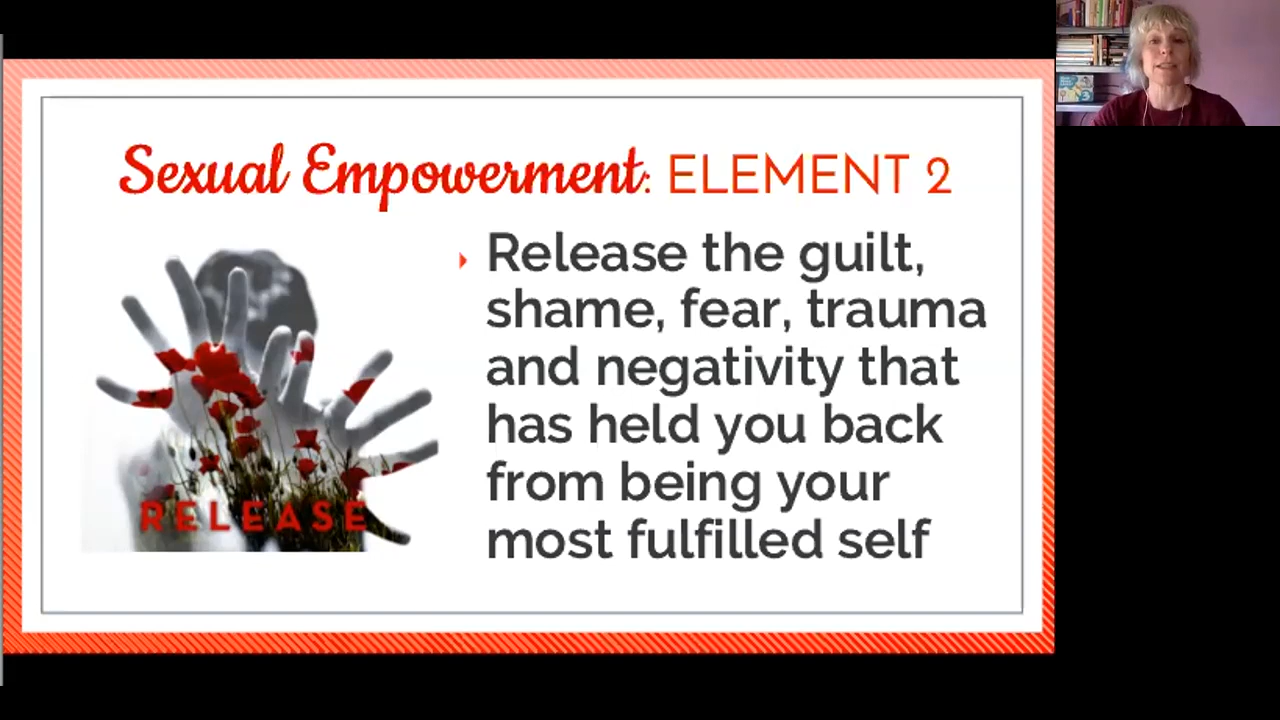 Sexual Empowerment: ELEMENT 2
Release the guilt,
shame, fear, trauma
and negativity that
has held you back
from being your
most fulfilled self
RELEASE